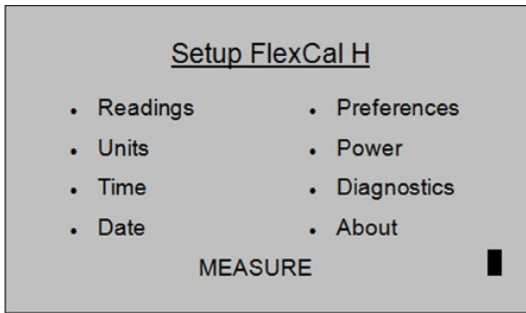 Setup FlexCal H
• Readings
• Units
• Time
• Date
• Preferences
• Power
• Diagnostics
• About
MEASURE